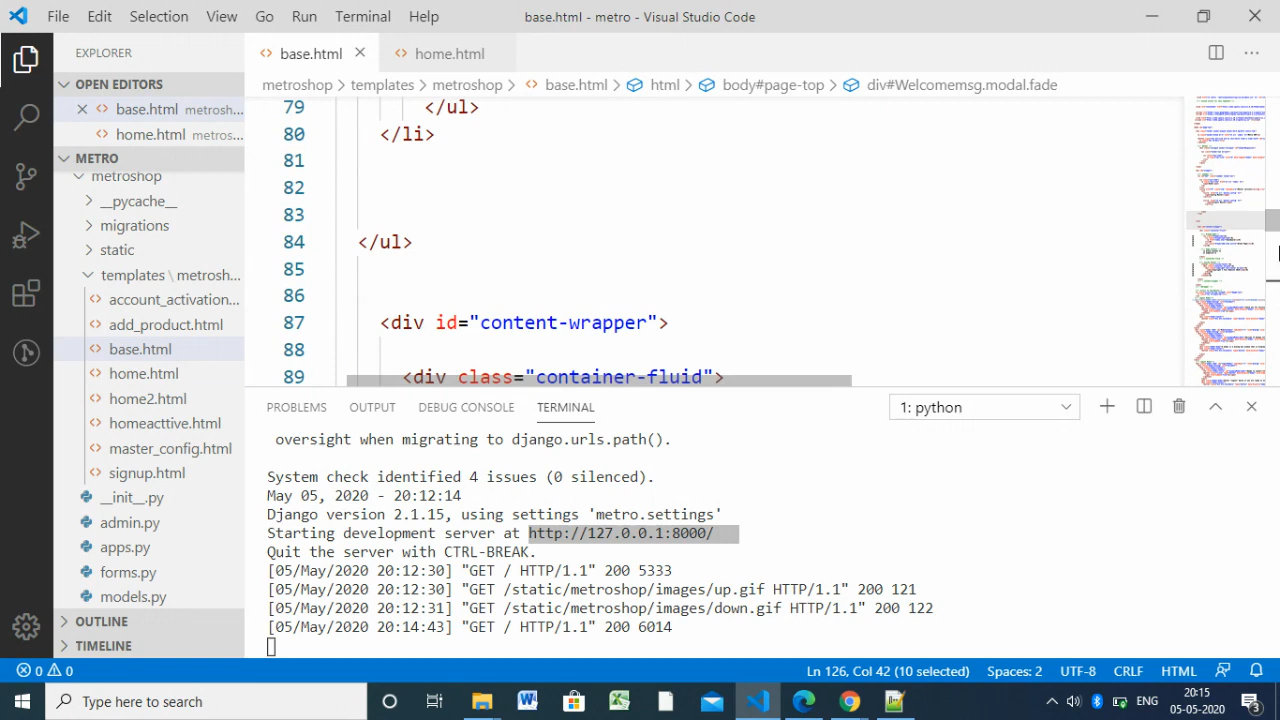 File Edit Selection View Go Run Terminal Help
base.html - metro - Visual Studio Code
EXPLORER
base.html
home.html
OPEN EDITORS
metroshop > templates > metroshop > base.html > html > body#page-top > div#Welcomemsg.modal.fade
base.html metrosh...
home.html metros...
metroshop
__pycache__
migrations
static
templates \ metrosh...
account_activation...
add_product.html
base.html
home.html
home2.html
homeacttive.html
master_config.html
signup.html
__init__.py
admin.py
apps.py
forms.py
models.py
OUTLINE
TIMELINE
79 </ul>
80 </li>
81
82
83
84 </ul>
85
86
87 <div id="content-wrapper">
88
89 <div class="container-fluid">
PROBLEMS OUTPUT DEBUG CONSOLE TERMINAL
1: python
oversight when migrating to django.urls.path().
System check identified 4 issues (0 silenced).
May 05, 2020 - 20:12:14
Django version 2.1.15, using settings 'metro.settings'
Starting development server at http://127.0.0.1:8000/
Quit the server with CTRL-BREAK.
[05/May/2020 20:12:30] "GET / HTTP/1.1" 200 5333
[05/May/2020 20:12:30] "GET /static/metroshop/images/up.gif HTTP/1.1" 200 121
[05/May/2020 20:12:31] "GET /static/metroshop/images/down.gif HTTP/1.1" 200 122
[05/May/2020 20:14:43] "GET / HTTP/1.1" 200 6014
0 0
Ln 126, Col 42 (10 selected)
Spaces: 2
UTF-8
CRLF
HTML
Type here to search
ENG
20:15
05-05-2020
3